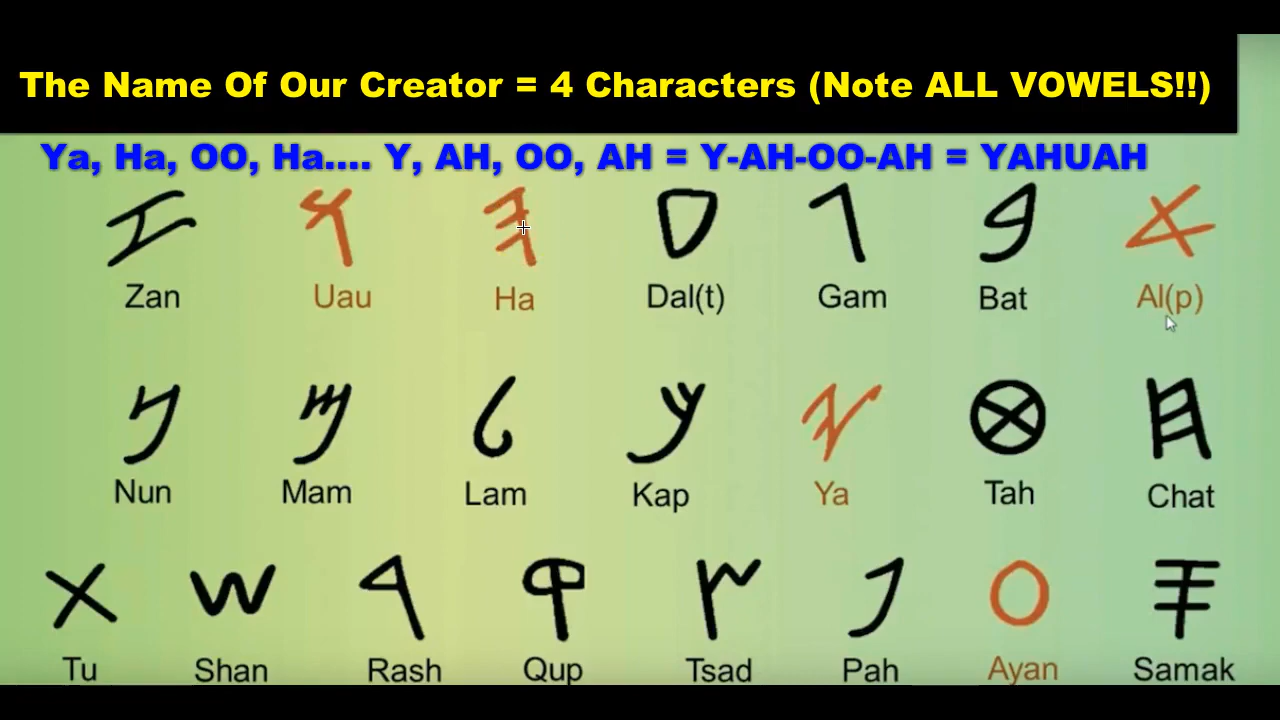 The Name Of Our Creator = 4 Characters (Note ALL VOWELS!!)
Ya, Ha, OO, Ha.... Y, AH, OO, AH = Y-AH-OO-AH = YAHUAH
𐤀 𐤁 𐤂 𐤃 𐤄 𐤅 𐤆
Zan Uau Ha Dal(t) Gam Bat Al(p)
𐤇 𐤈 𐤉 𐤊 𐤋 𐤌 𐤍
Nun Mam Lam Kap Ya Tah Chat
𐤎 𐤏 𐤐 𐤑 𐤒 𐤓 𐤔 𐤕
Tu Shan Rash Qup Tsad Pah Ayan Samak